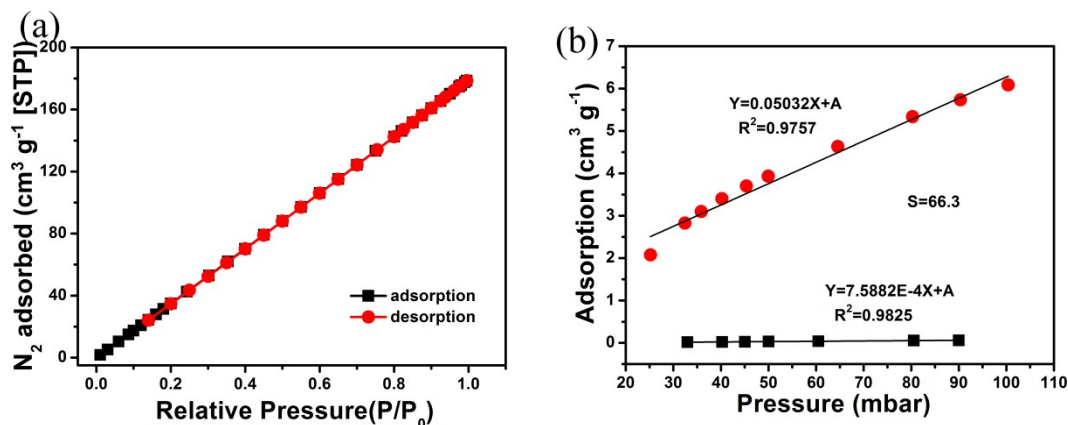 (a)
N₂ adsorbed (cm³ g⁻¹ [STP])
180
160
120
80
40
0
adsorption
desorption
0.0 0.2 0.4 0.6 0.8 1.0
Relative Pressure(P/P₀)
(b)
Adsorption (cm³ g⁻¹)
7
6
5
4
3
2
1
0
Y=0.05032X+A
R²=0.9757
S=66.3
Y=7.5882E-4X+A
R²=0.9825
20 30 40 50 60 70 80 90 100 110
Pressure (mbar)